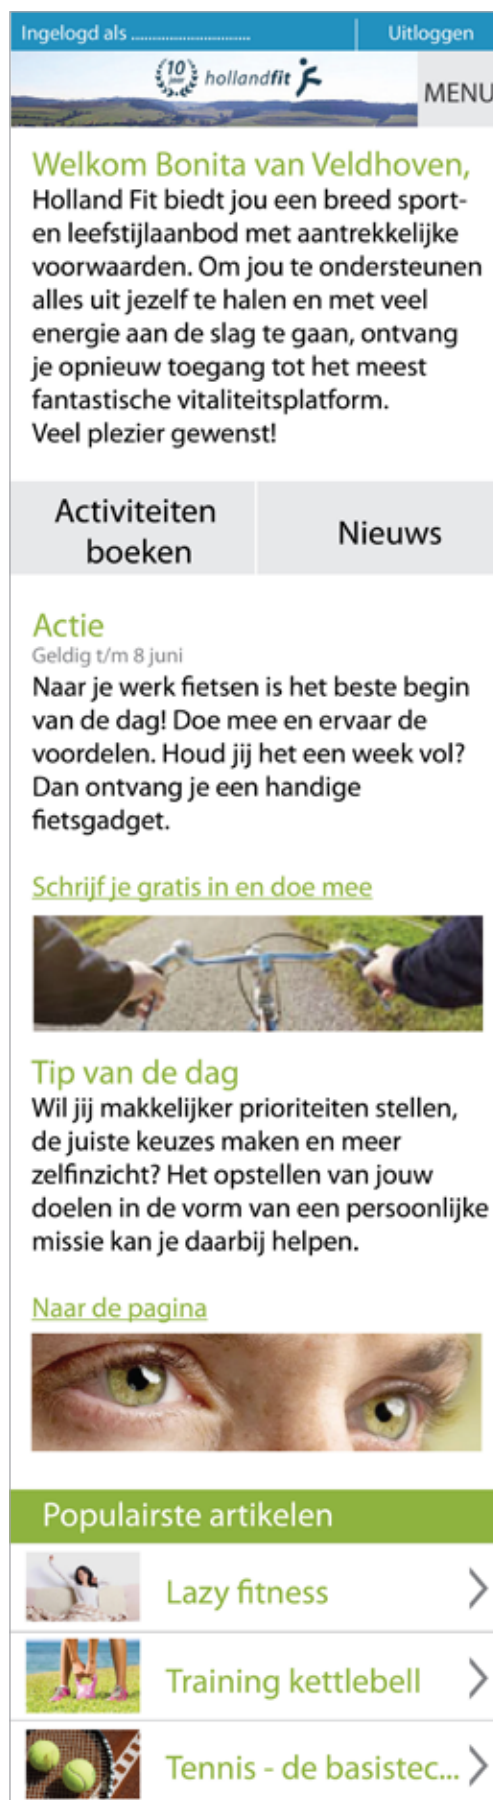 Ingelogd als ..............................
Uitloggen
10 jaar
hollandfit
MENU
Welkom Bonita van Veldhoven,
Holland Fit biedt jou een breed sport-
en leefstijlaanbod met aantrekkelijke
voorwaarden. Om jou te ondersteunen
alles uit jezelf te halen en met veel
energie aan de slag te gaan, ontvang
je opnieuw toegang tot het meest
fantastische vitaliteitsplatform.
Veel plezier gewenst!
Activiteiten
boeken
Nieuws
Actie
Geldig t/m 8 juni
Naar je werk fietsen is het beste begin
van de dag! Doe mee en ervaar de
voordelen. Houd jij het een week vol?
Dan ontvang je een handige
fietsgadget.
Schrijf je gratis in en doe mee
Tip van de dag
Wil jij makkelijker prioriteiten stellen,
de juiste keuzes maken en meer
zelfinzicht? Het opstellen van jouw
doelen in de vorm van een persoonlijke
missie kan je daarbij helpen.
Naar de pagina
Populairste artikelen
Lazy fitness
Training kettlebell
Tennis - de basistec...